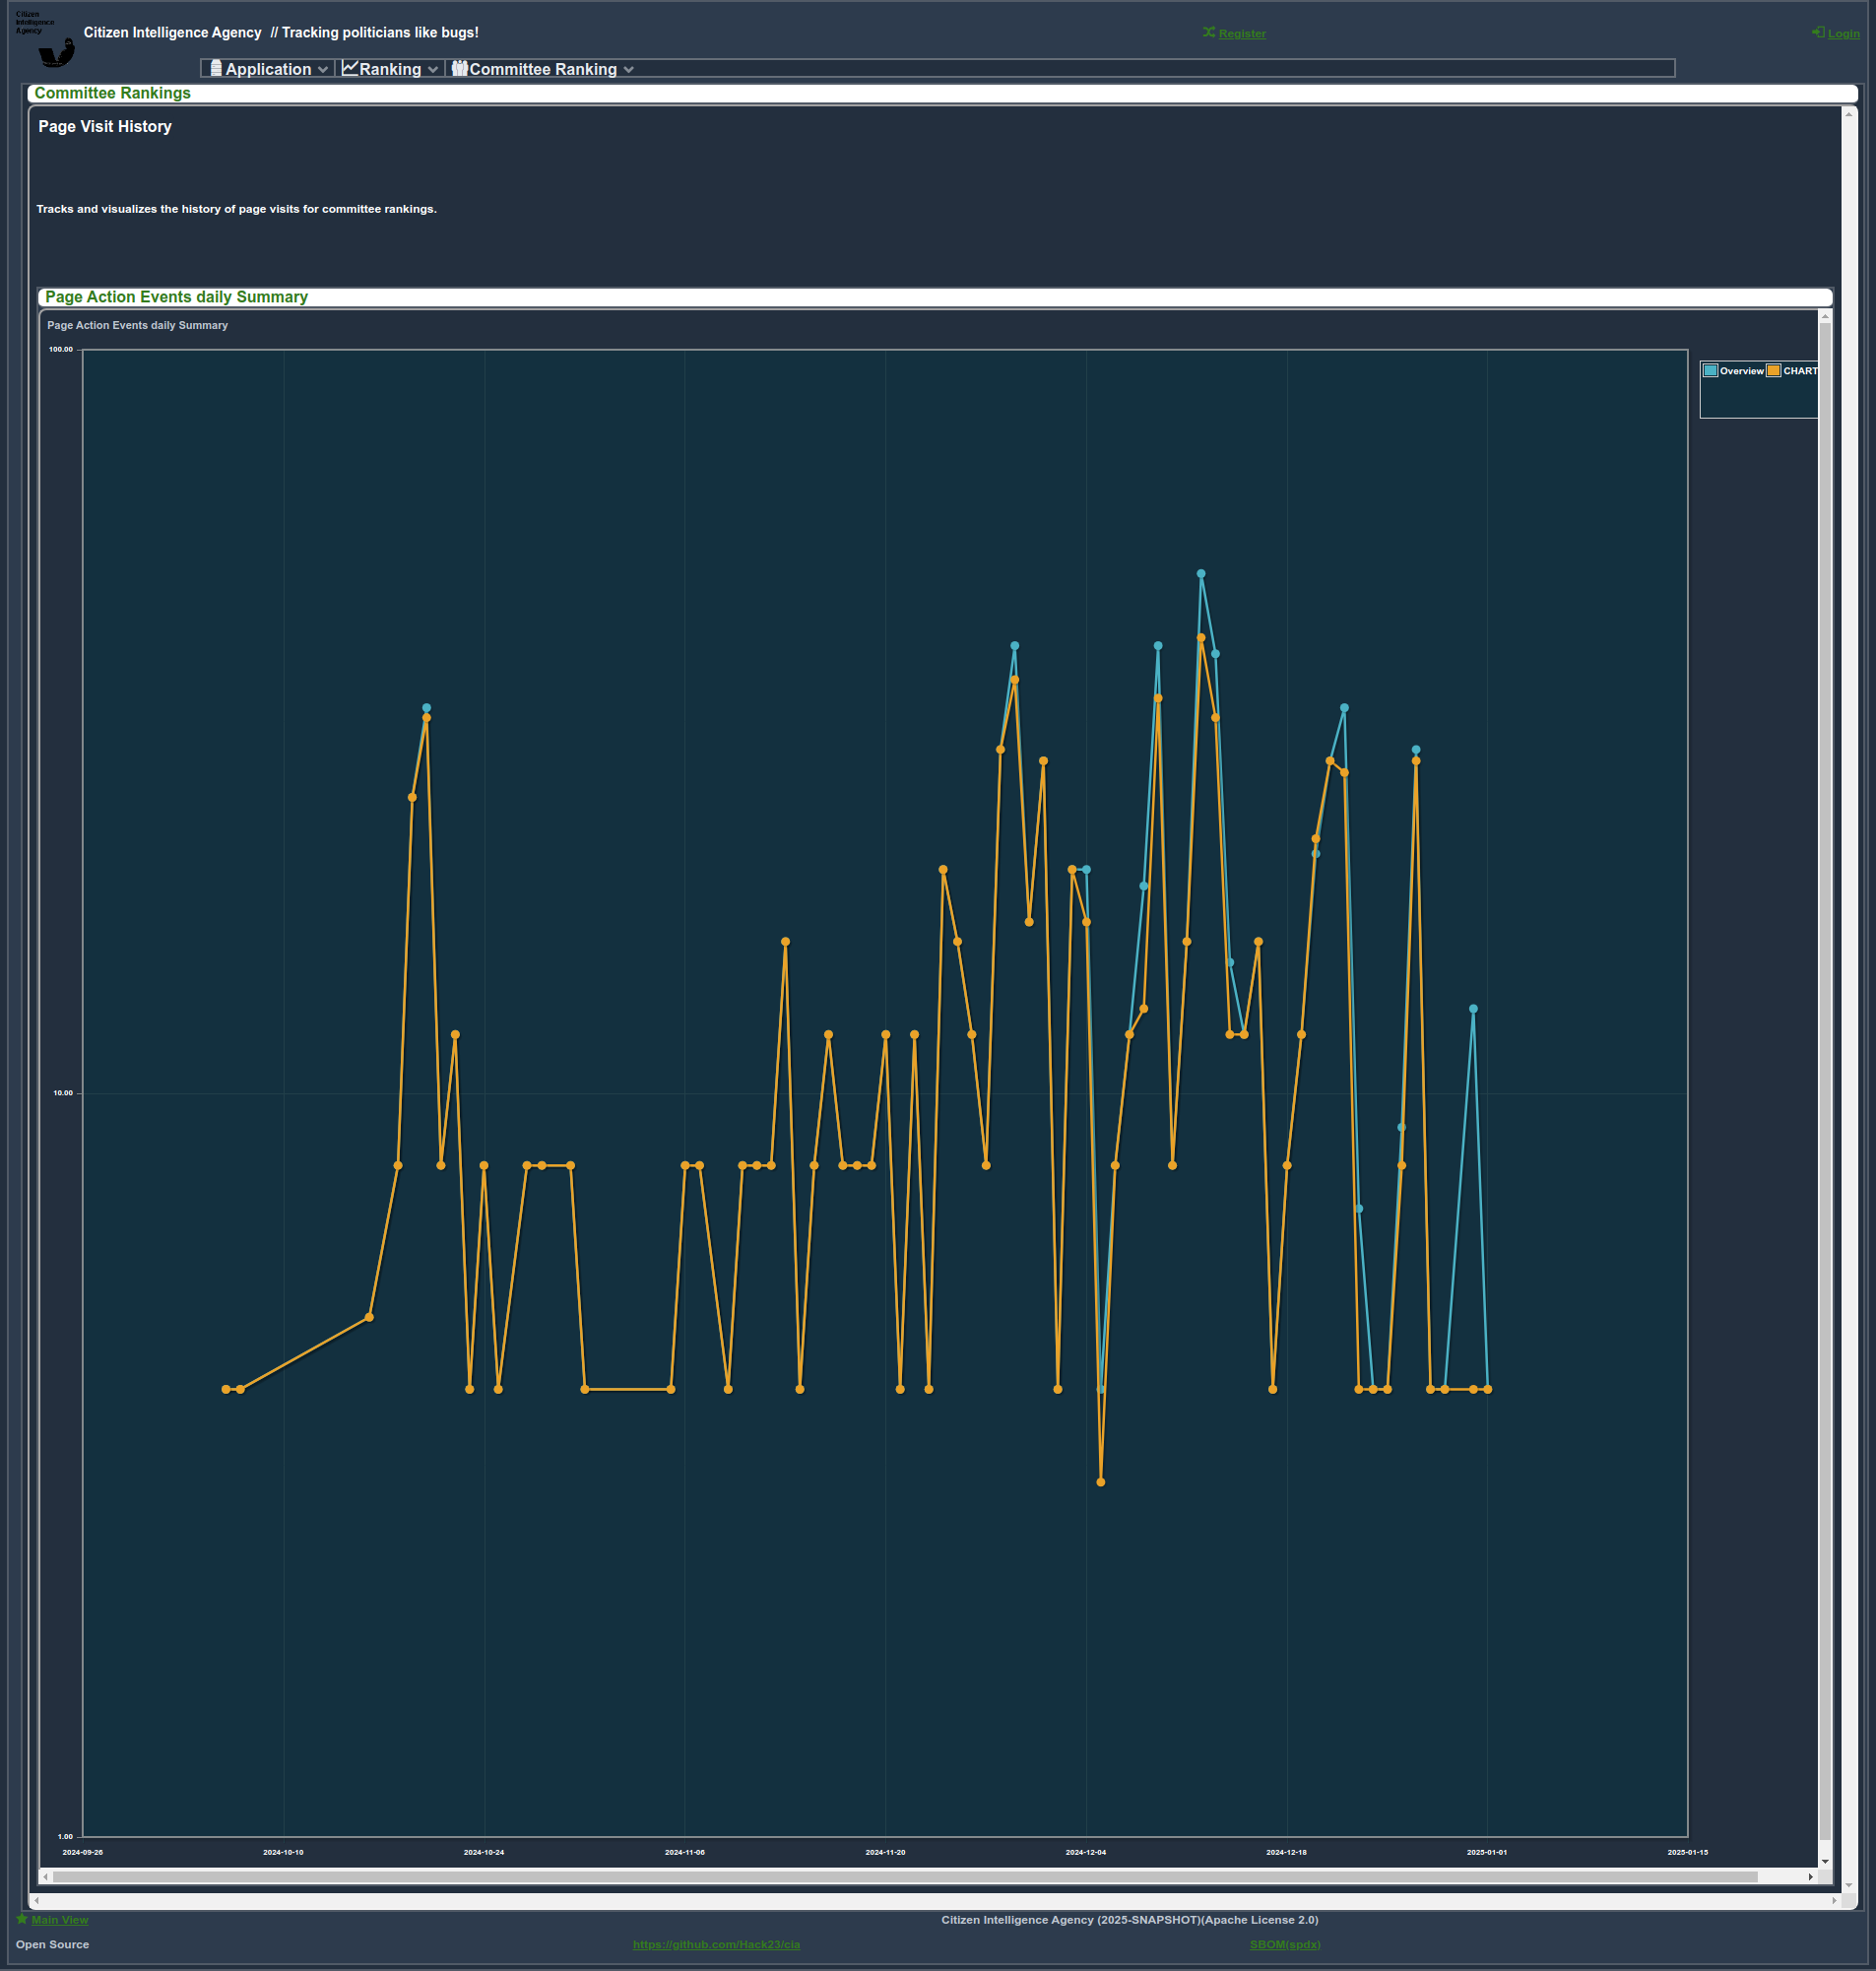 Citizen
Intelligence
Agency
Citizen Intelligence Agency // Tracking politicians like bugs!
Register
Login
Application
Ranking
Committee Ranking
Committee Rankings
Page Visit History
Tracks and visualizes the history of page visits for committee rankings.
Page Action Events daily Summary
Page Action Events daily Summary
100.00
Overview CHART
10.00
1.00
2024-09-26 2024-10-10 2024-10-24 2024-11-06 2024-11-20 2024-12-04 2024-12-18 2025-01-01 2025-01-15
Main View
Citizen Intelligence Agency (2025-SNAPSHOT)(Apache License 2.0)
Open Source
https://github.com/Hack23/cia
SBOM(spdx)